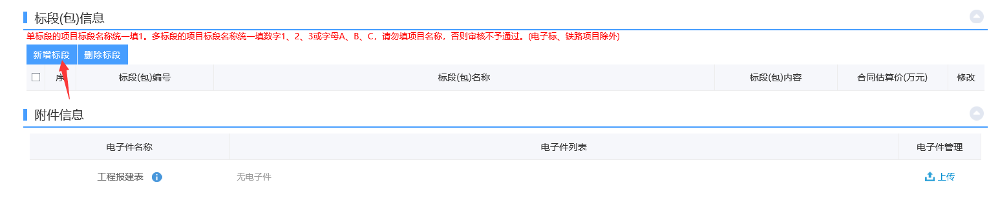 标段(包)信息
单标段的项目标段名称统一填1。多标段的项目标段名称统一填数字1、2、3或字母A、B、C，请勿填项目名称，否则审核不予通过。(电子标、铁路项目除外)
新增标段 删除标段
序 标段(包)编号 标段(包)名称 标段(包)内容 合同估算价(万元) 修改
附件信息
电子件名称 电子件列表 电子件管理
工程报建表 无电子件 上传